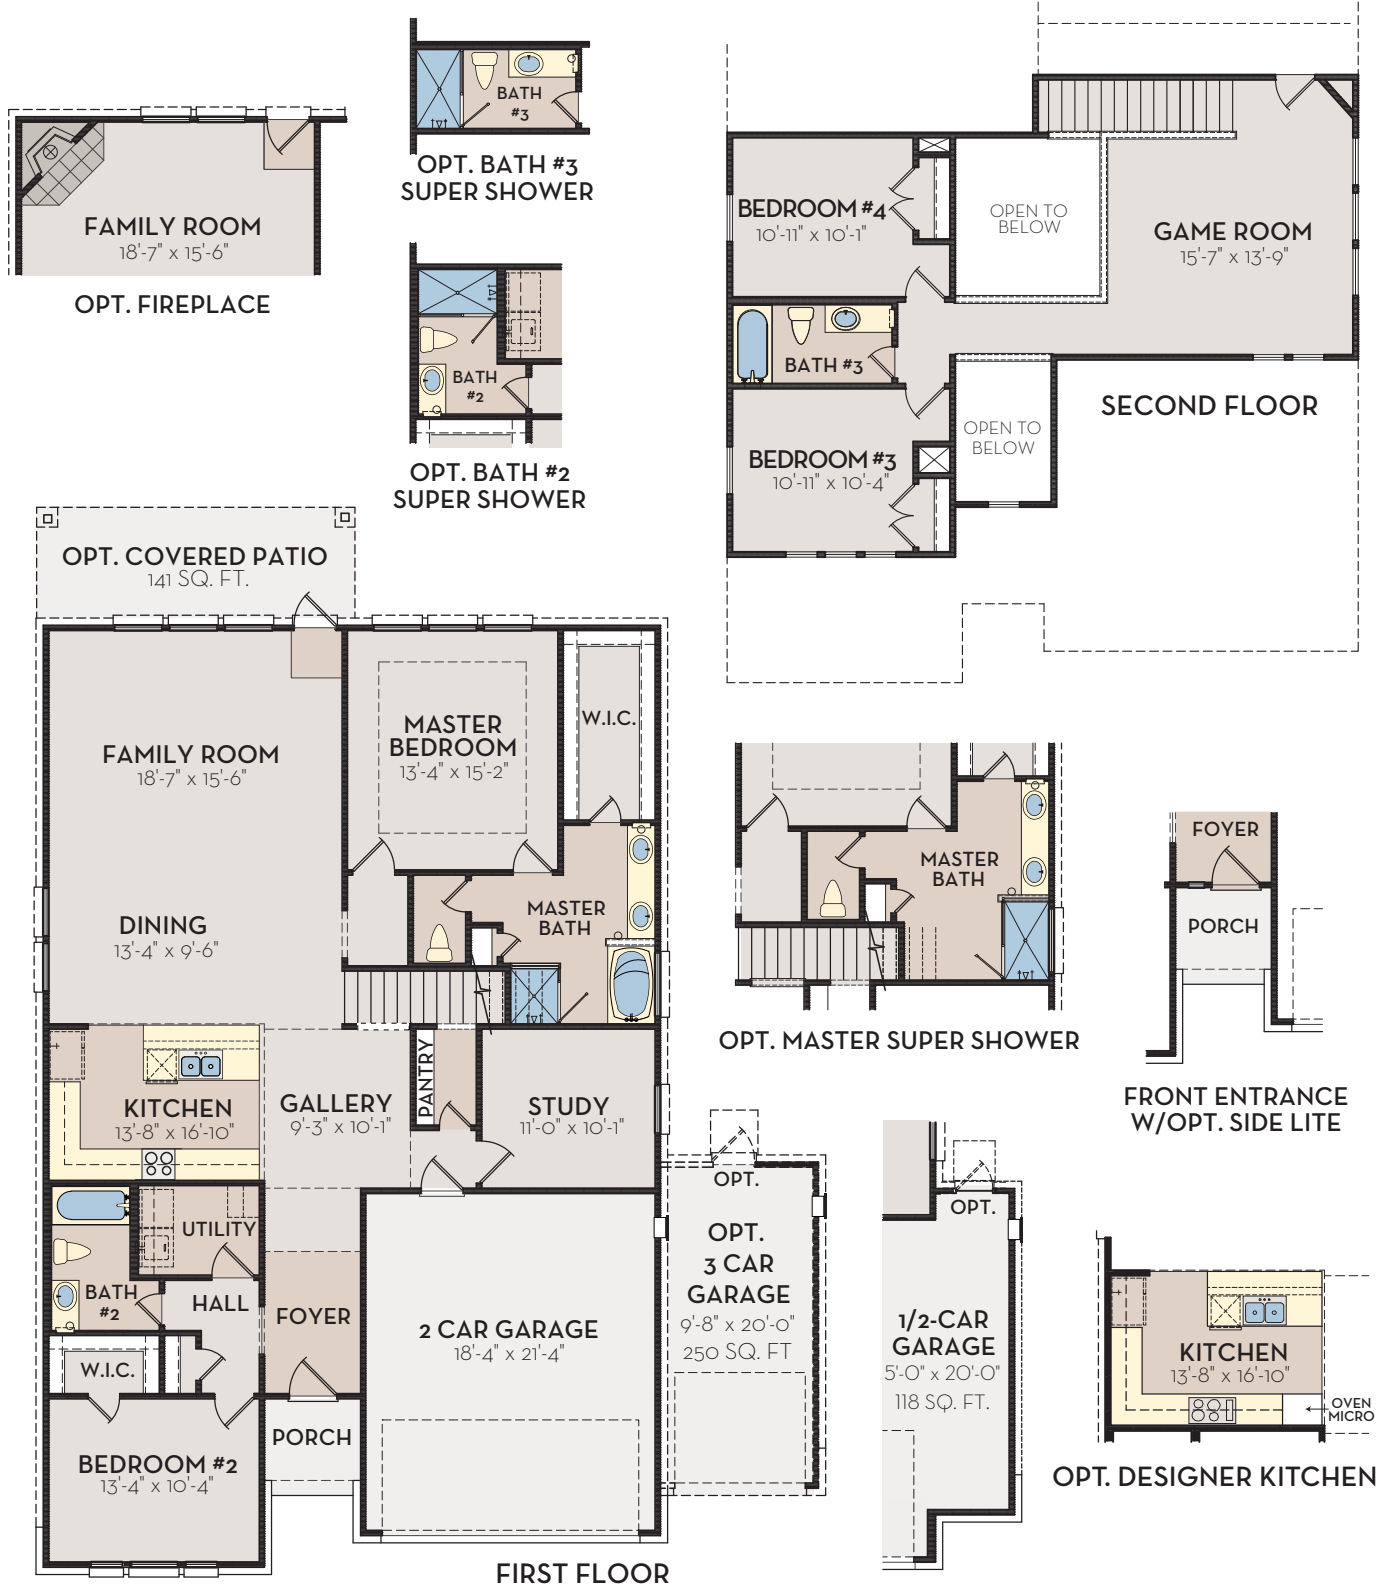 BATH
#3
OPT. BATH #3
SUPER SHOWER
FAMILY ROOM
18'-7" x 15'-6"
OPT. FIREPLACE
BATH
#2
OPT. BATH #2
SUPER SHOWER
BEDROOM #4
10'-11" x 10'-1"
OPEN TO
BELOW
GAME ROOM
15'-7" x 13'-9"
BATH #3
BEDROOM #3
10'-11" x 10'-4"
OPEN TO
BELOW
SECOND FLOOR
OPT. COVERED PATIO
141 SQ. FT.
FAMILY ROOM
18'-7" x 15'-6"
MASTER
BEDROOM
13'-4" x 15'-2"
W.I.C.
DINING
13'-4" x 9'-6"
MASTER
BATH
KITCHEN
13'-8" x 16'-10"
GALLERY
9'-3" x 10'-1"
PANTRY
STUDY
11'-0" x 10'-1"
UTILITY
BATH
#2
HALL
FOYER
W.I.C.
2 CAR GARAGE
18'-4" x 21'-4"
PORCH
BEDROOM #2
13'-4" x 10'-4"
OPT.
OPT.
3 CAR
GARAGE
9'-8" x 20'-0"
250 SQ. FT
FIRST FLOOR
MASTER
BATH
OPT. MASTER SUPER SHOWER
FOYER
PORCH
FRONT ENTRANCE
W/OPT. SIDE LITE
OPT.
1/2-CAR
GARAGE
5'-0" x 20'-0"
118 SQ. FT.
KITCHEN
13'-8" x 16'-10"
OVEN
MICRO
OPT. DESIGNER KITCHEN